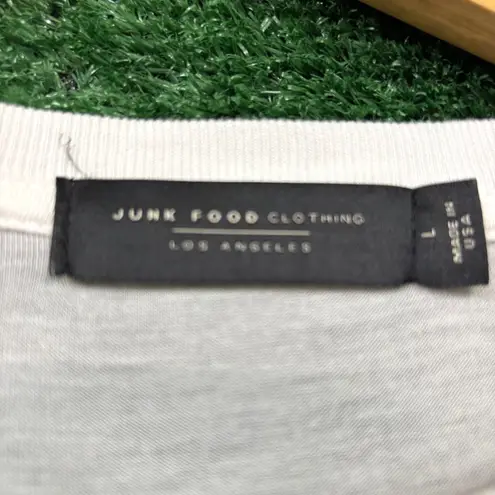 JUNK FOOD CLOTHING
LOS ANGELES
L
MADE IN
USA